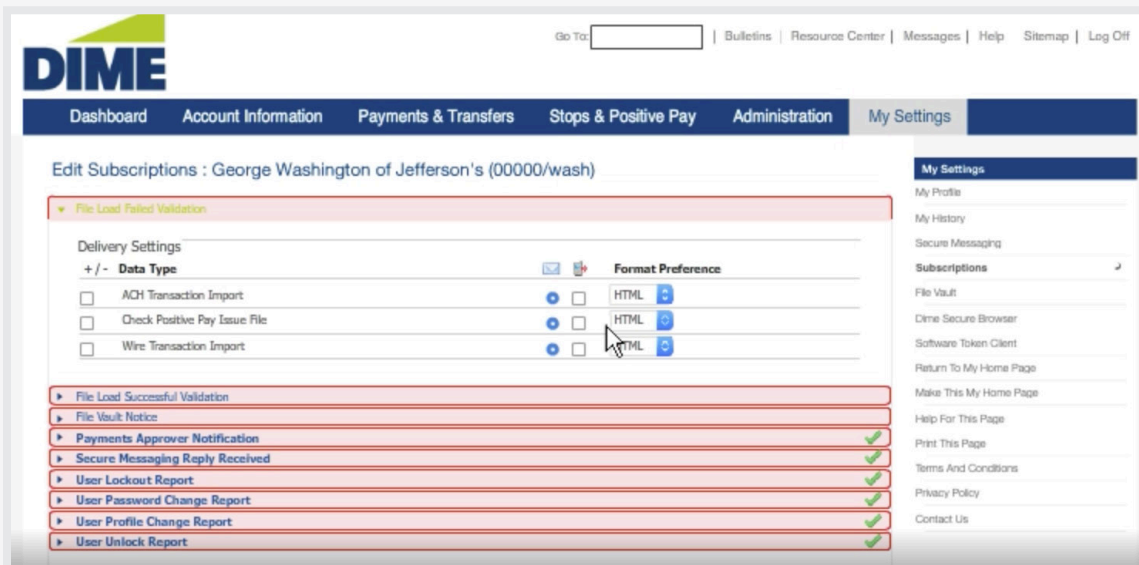 DIME
Go To: | Bulletins | Resource Center | Messages | Help Sitemap | Log Off
Dashboard Account Information Payments & Transfers Stops & Positive Pay Administration My Settings
Edit Subscriptions : George Washington of Jefferson's (00000/wash)
File Load Failed Validation
Delivery Settings
+ / - Data Type Format Preference
ACH Transaction Import HTML
Check Positive Pay Issue File HTML
Wire Transaction Import HTML
File Load Successful Validation
File Vault Notice
Payments Approver Notification
Secure Messaging Reply Received
User Lockout Report
User Password Change Report
User Profile Change Report
User Unlock Report
My Settings
My Profile
My History
Secure Messaging
Subscriptions
File Vault
Dime Secure Browser
Software Token Client
Return To My Home Page
Make This My Home Page
Help For This Page
Print This Page
Terms And Conditions
Privacy Policy
Contact Us